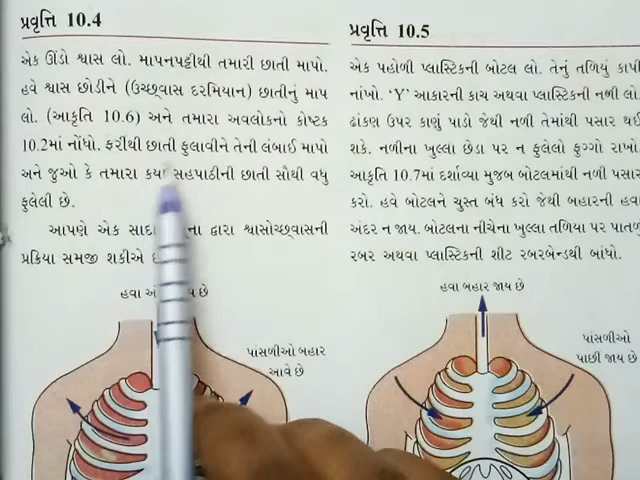 પ્રવૃત્તિ 10.4
એક ઊંડો શ્વાસ લો. માપનપટ્ટીથી તમારી છાતી માપો.
હવે શ્વાસ છોડીને (ઉચ્છ્વાસ દરમિયાન) છાતીનું માપ
લો. (આકૃતિ 10.6) અને તમારા અવલોકનો કોષ્ટક
10.2માં નોંધો. ફરીથી છાતી ફુલાવીને તેની લંબાઈ માપો
અને જુઓ કે તમારા કયા સહપાઠીની છાતી સૌથી વધુ
ફુલેલી છે.
આપણે એક દ્વારા શ્વાસોચ્છ્વાસની
પ્રક્રિયા સમજી શકીએ
હવા છે
પાંસળીઓ બહાર
આવે છે
પ્રવૃત્તિ 10.5
એક પહોળી પ્લાસ્ટિકની બોટલ લો. તેનું તળિયું કાપી
નાંખો. ‘Y’ આકારની કાચ અથવા પ્લાસ્ટિકની નળી લો.
ઢાંકણ ઉપર કાણું પાડો જેથી નળી તેમાંથી પસાર થઈ
શકે. નળીના ખુલ્લા છેડા પર ન ફુલેલો ફુગ્ગો રાખો.
આકૃતિ 10.7માં દર્શાવ્યા મુજબ બોટલમાંથી નળી પસાર
કરો. હવે બોટલને ચુસ્ત બંધ કરો જેથી બહારની હવા
અંદર ન જાય. બોટલના નીચેના ખુલ્લા તળિયા પર
રબર અથવા પ્લાસ્ટિકની શીટ રબરબેન્ડથી બાંધો.
હવા બહાર જાય છે
પાંસળીઓ
પાછી જાય છે